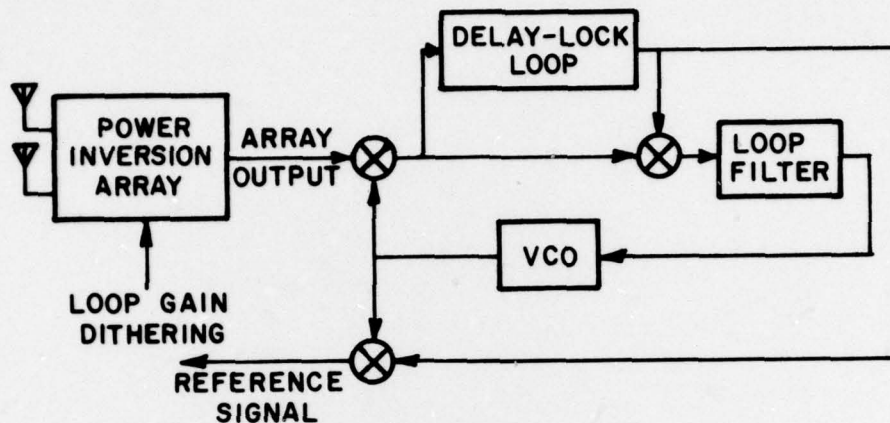 DELAY-LOCK
LOOP
POWER
INVERSION
ARRAY
ARRAY
OUTPUT
LOOP
FILTER
VCO
LOOP GAIN
DITHERING
REFERENCE
SIGNAL